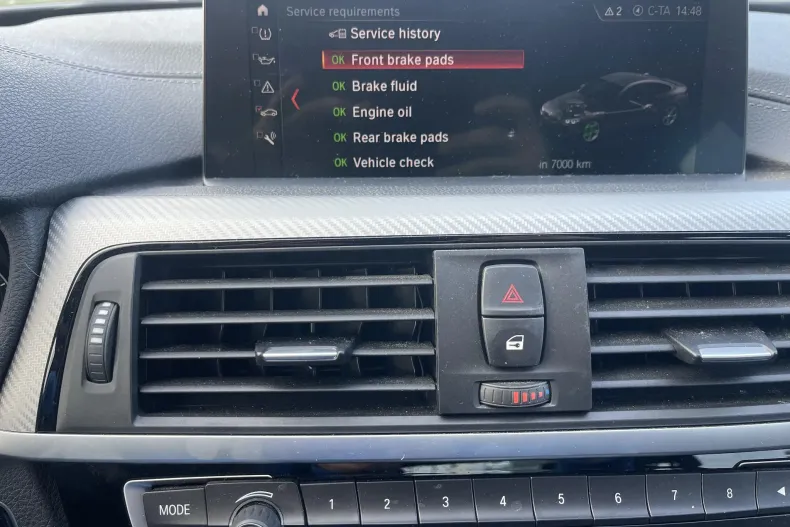 Service requirements
2 C-TA 14:48
Service history
OK Front brake pads
OK Brake fluid
OK Engine oil
OK Rear brake pads
OK Vehicle check
in 7000 km
MODE 1 2 3 4 5 6 7 8